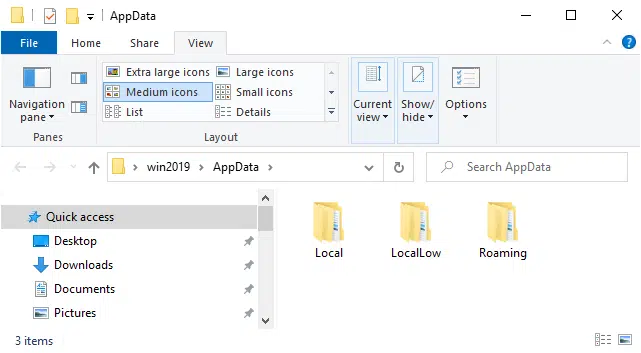 AppData
File Home Share View
Navigation pane
Extra large icons Large icons
Medium icons Small icons
List Details
Current view
Show/ hide
Options
Panes Layout
win2019 AppData Search AppData
Quick access
Desktop
Downloads
Documents
Pictures
Local LocalLow Roaming
3 items